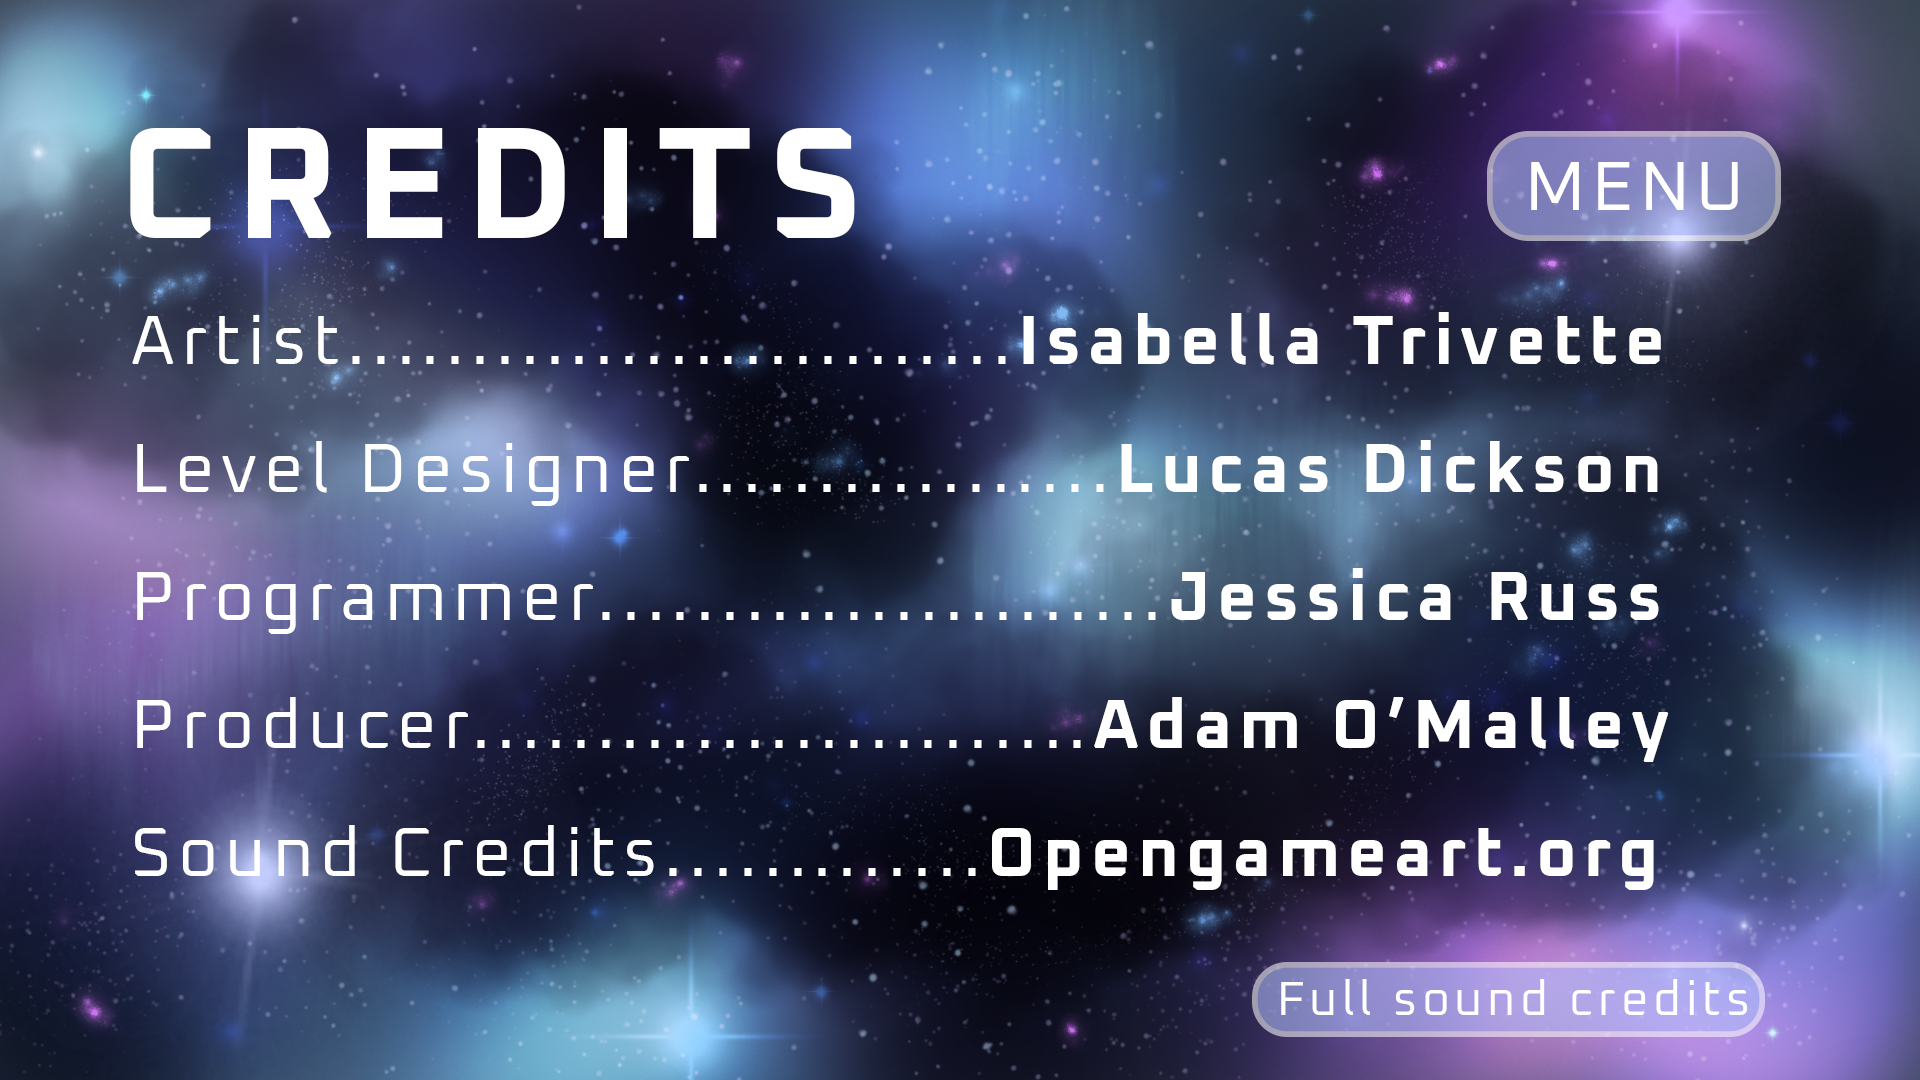 CREDITS
MENU
Artist...........................Isabella Trivette
Level Designer.................Lucas Dickson
Programmer.......................Jessica Russ
Producer.........................Adam O’Malley
Sound Credits.............Opengameart.org
Full sound credits